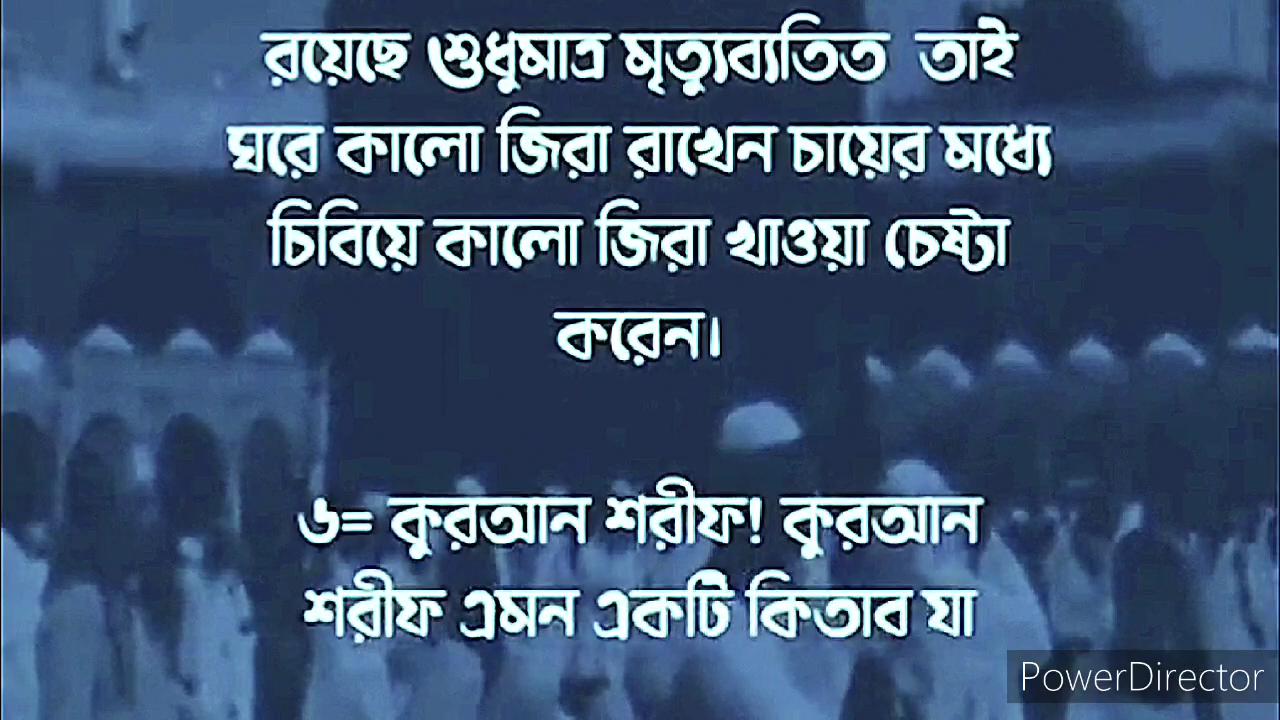 রয়েছে শুধুমাত্র মৃত্যুব্যতিত তাই
ঘরে কালো জিরা রাখেন চায়ের মধ্যে
চিবিয়ে কালো জিরা খাওয়া চেষ্টা
করেন।
৬= কুরআন শরীফ! কুরআন
শরীফ এমন একটি কিতাব যা
PowerDirector